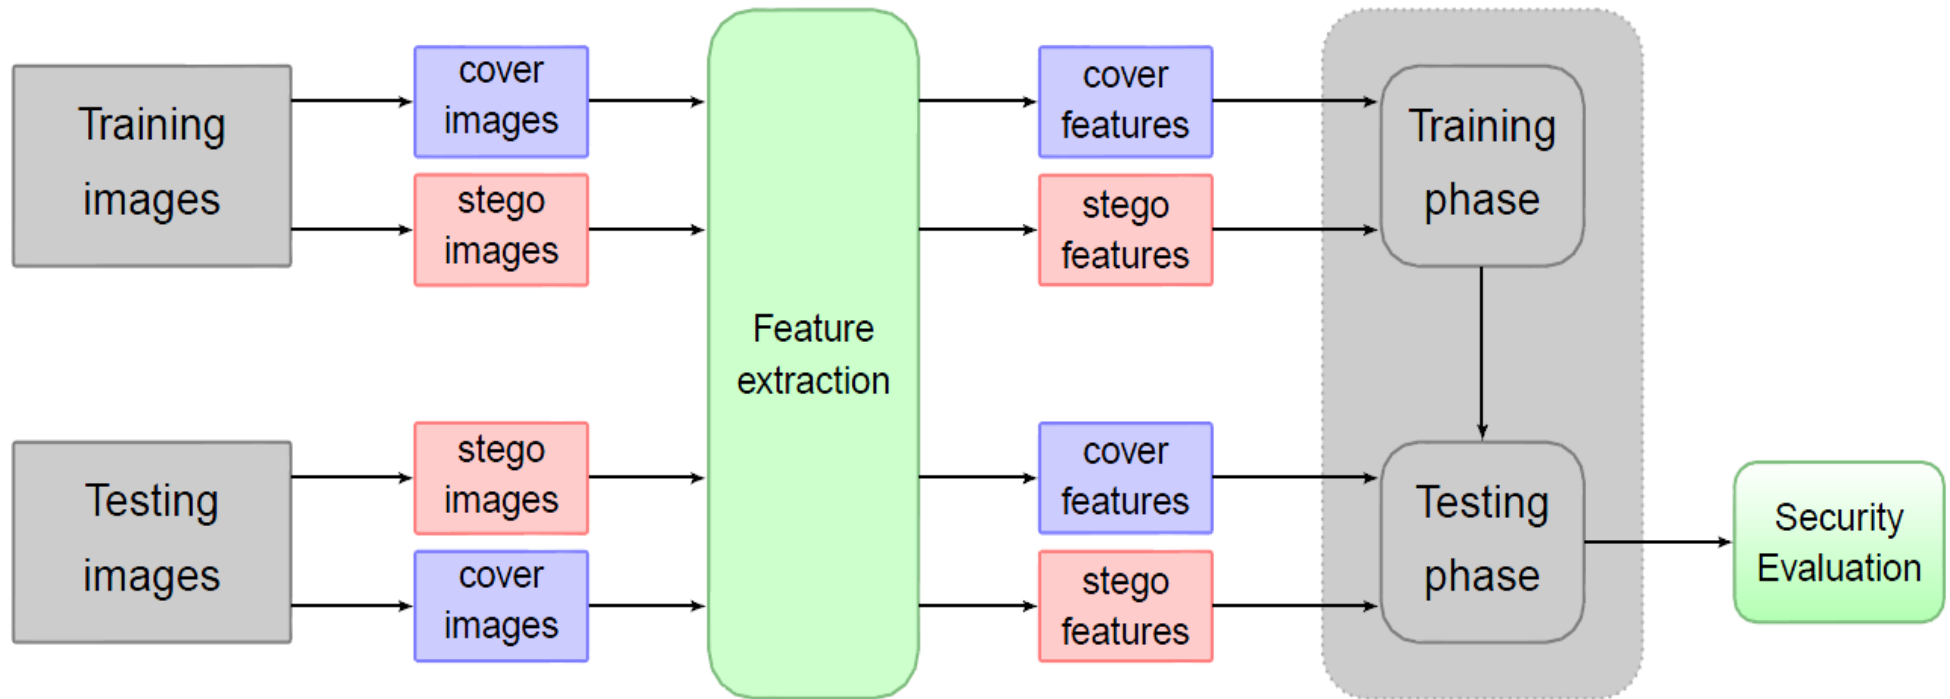 Training
images
cover
images
stego
images
Feature
extraction
cover
features
stego
features
Training
phase
Testing
images
stego
images
cover
images
cover
features
stego
features
Testing
phase
Security
Evaluation